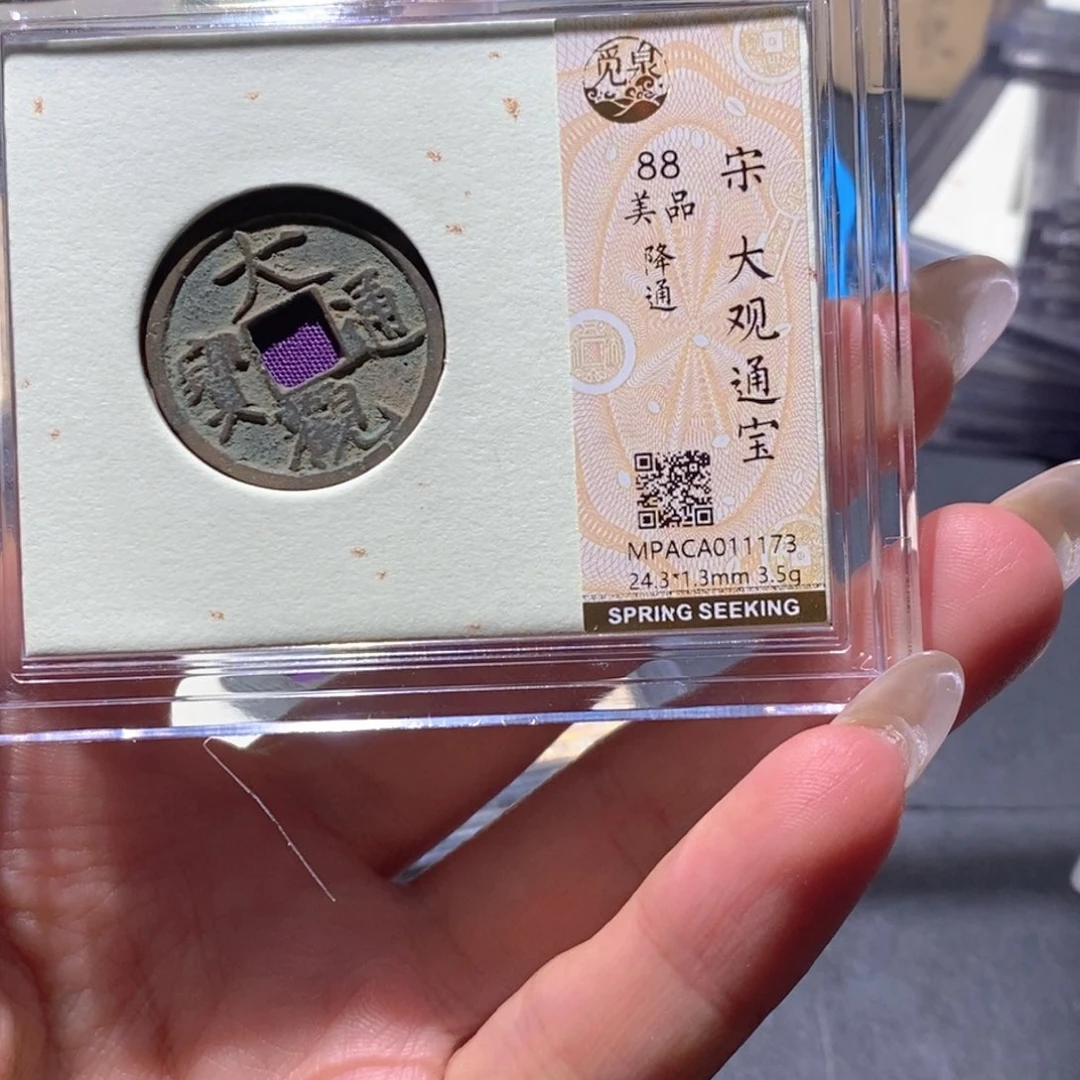 大
通
寶
觀
觅泉
88
美品
降通
宋 大观通宝
MPACA011173
24.3*1.3mm 3.5g
SPRING SEEKING